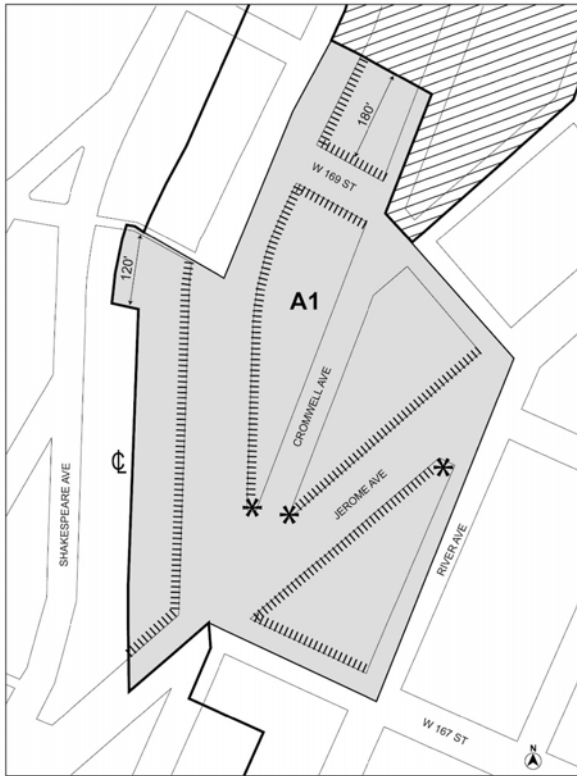 180'
W 169 ST
120'
A1
CROMWELL AVE
℄
JEROME AVE
SHAKESPEARE AVE
RIVER AVE
W 167 ST
N